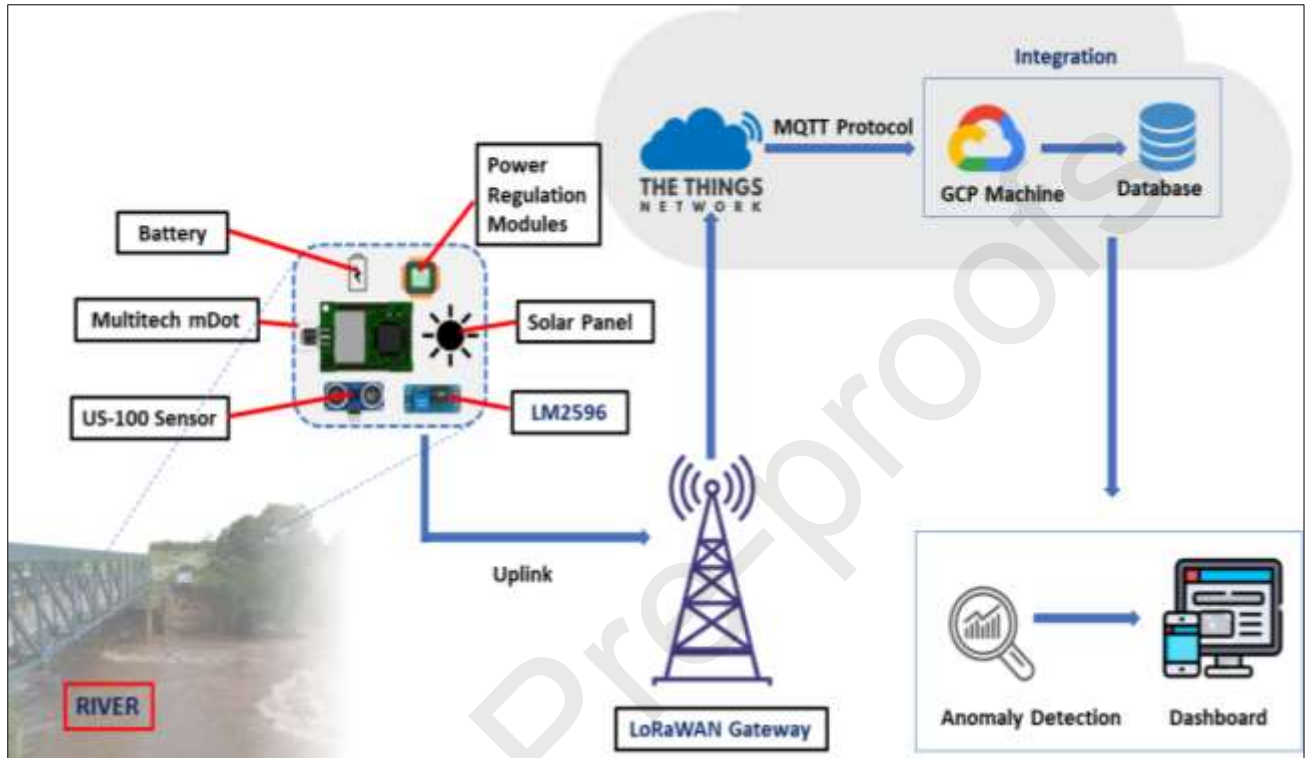 Integration
MQTT Protocol
THE THINGS
NETWORK
GCP Machine
Database
Power
Regulation
Modules
Battery
Multitech mDot
Solar Panel
US-100 Sensor
LM2596
Uplink
RIVER
LoRaWAN Gateway
Anomaly Detection
Dashboard
Pre-proofs